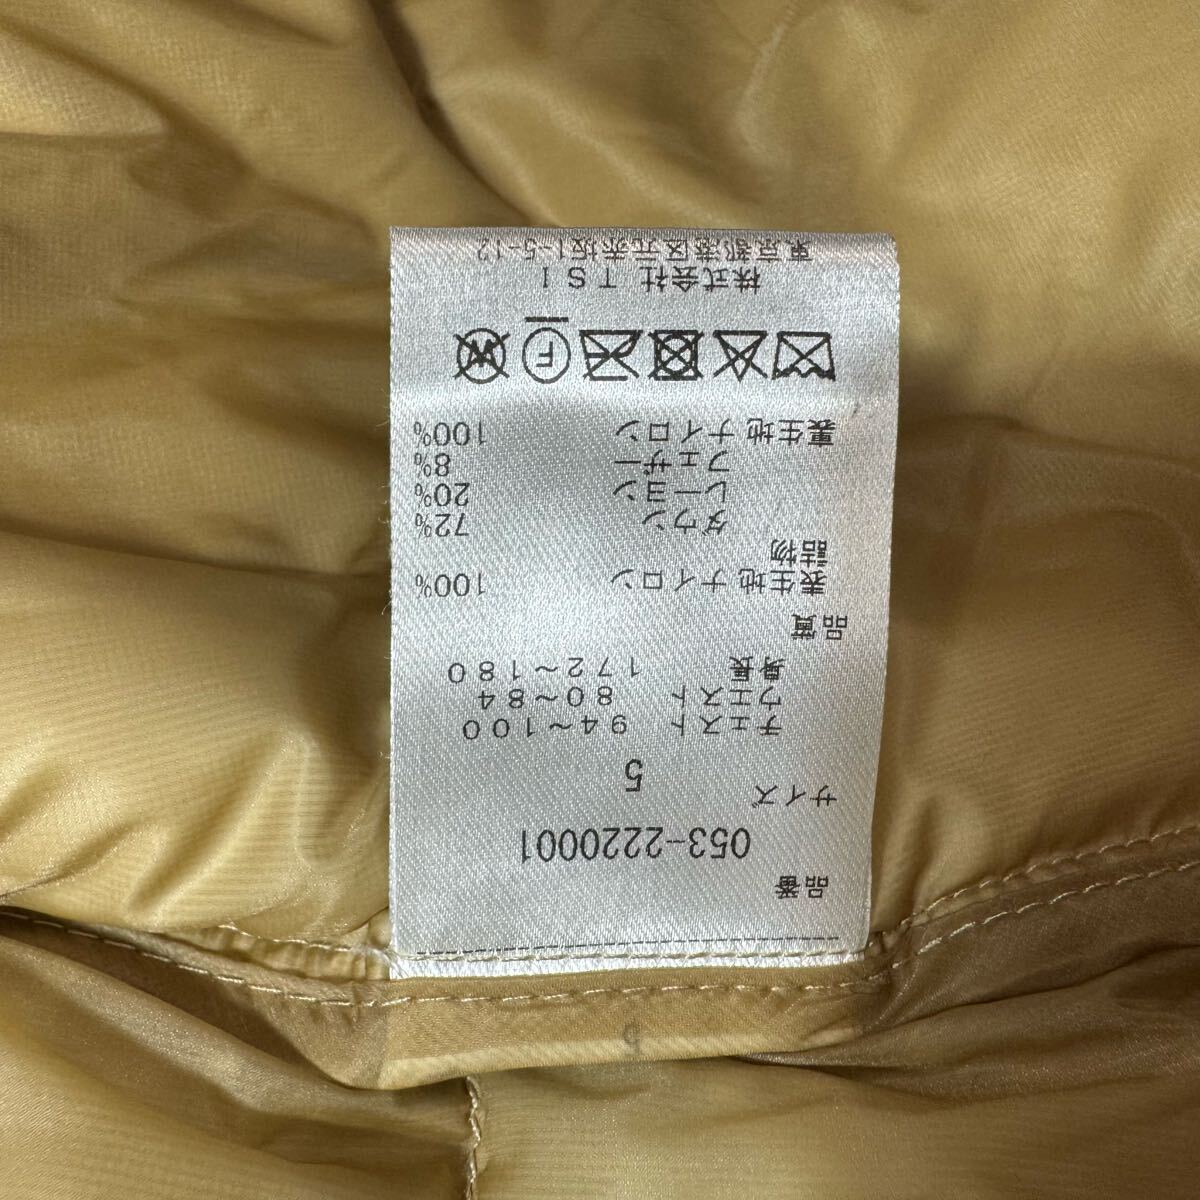 品番
053-2220001
サイズ
5
チェスト 94~100
ウエスト 80~84
身長 172~180
品質
表生地 ナイロン 100%
詰物
ダウン 72%
レーヨン 20%
フェザー 8%
裏生地 ナイロン 100%
F
W
株式会社 TSI
東京都港区元赤坂1-5-12